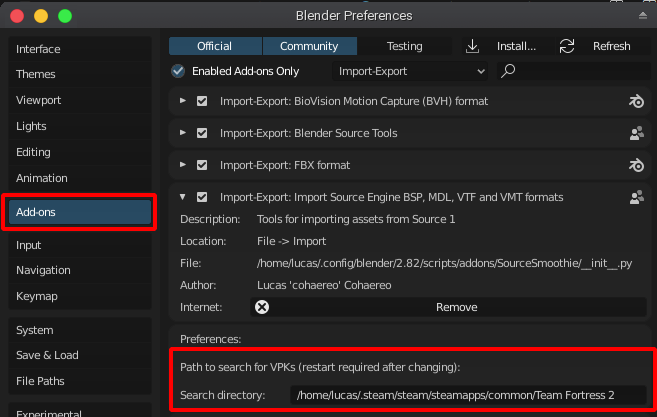 Blender Preferences
Interface
Themes
Viewport
Lights
Editing
Animation
Add-ons
Input
Navigation
Keymap
System
Save & Load
File Paths
Experimental
Official Community Testing Install... Refresh
Enabled Add-ons Only Import-Export
Import-Export: BioVision Motion Capture (BVH) format
Import-Export: Blender Source Tools
Import-Export: FBX format
Import-Export: Import Source Engine BSP, MDL, VTF and VMT formats
Description: Tools for importing assets from Source 1
Location: File -> Import
File: /home/lucas/.config/blender/2.82/scripts/addons/SourceSmoothie/__init__.py
Author: Lucas 'cohaereo' Cohaereo
Internet: Remove
Preferences:
Path to search for VPKs (restart required after changing):
Search directory: /home/lucas/.steam/steam/steamapps/common/Team Fortress 2